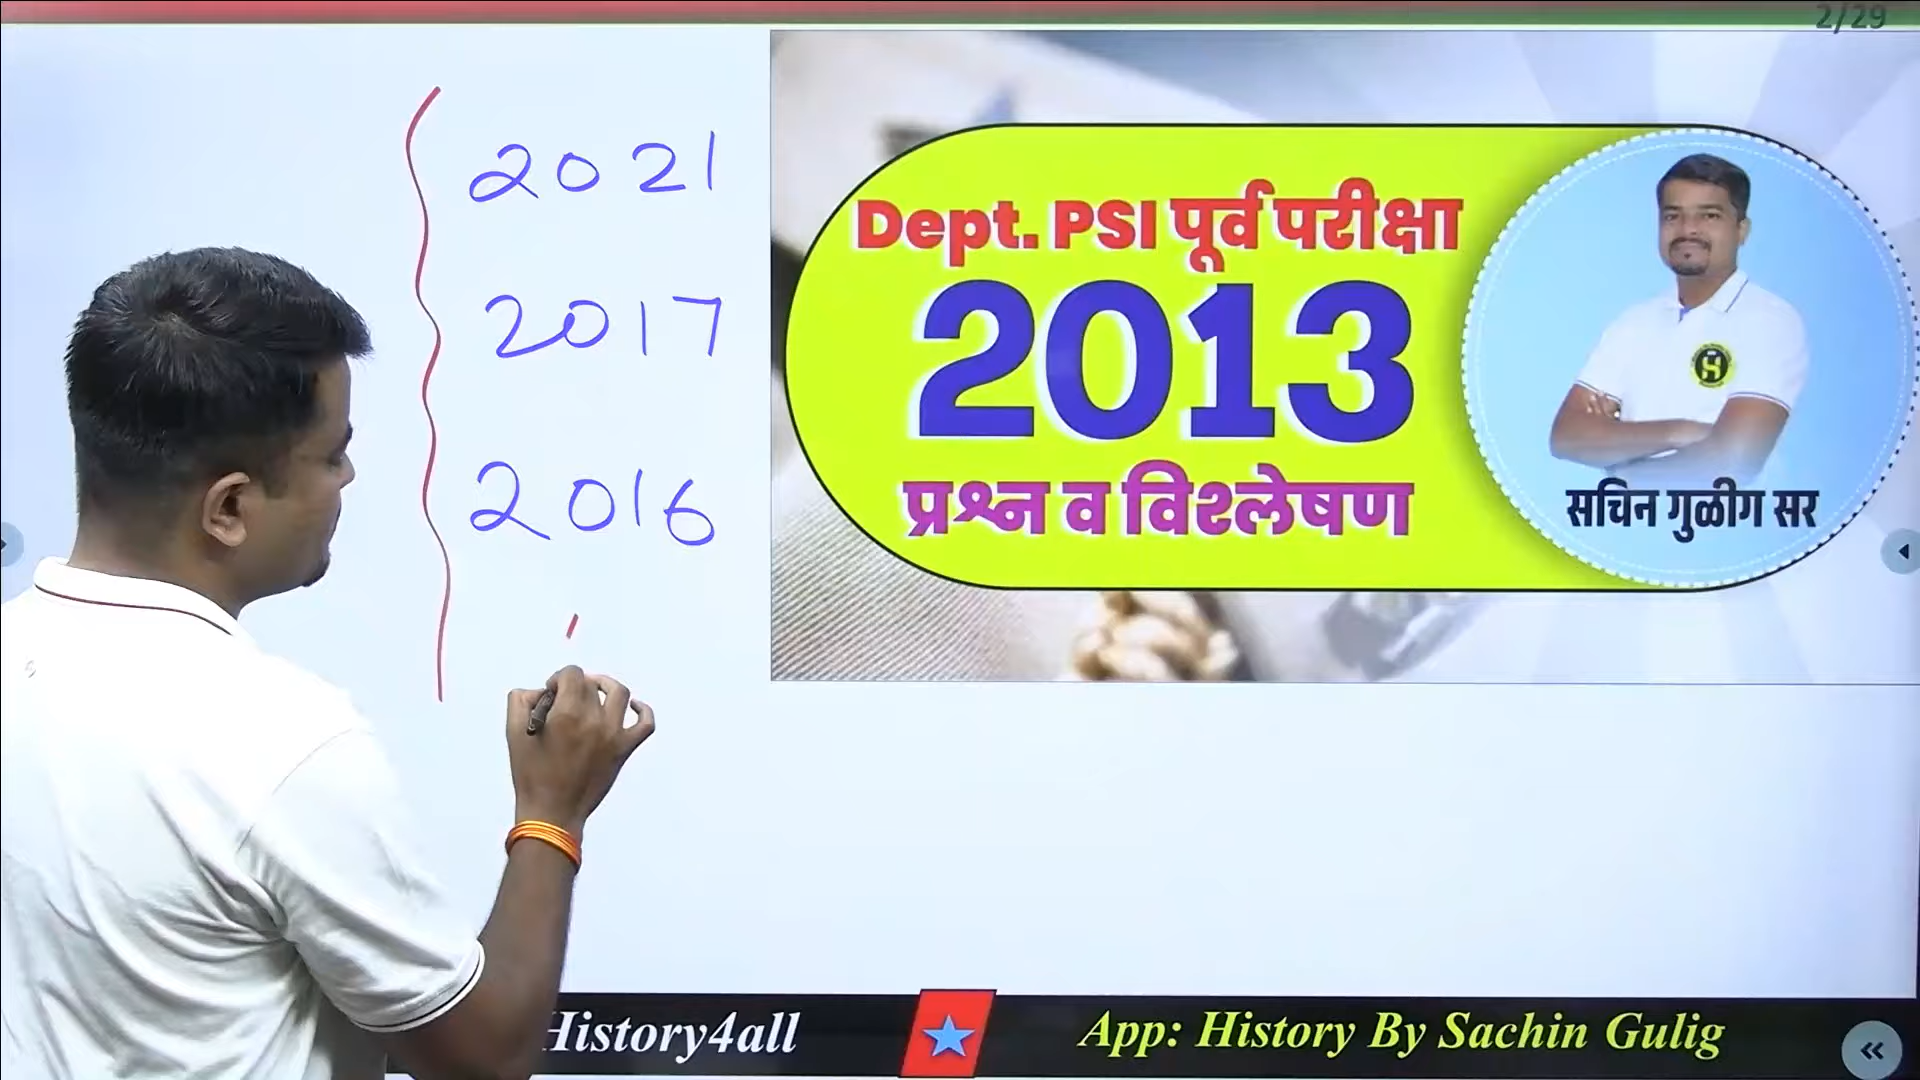 2/29
2021
2017
2016
Dept. PSI पूर्व परीक्षा
2013
प्रश्न व विश्लेषण
सचिन गुळीग सर
History4all
App: History By Sachin Gulig